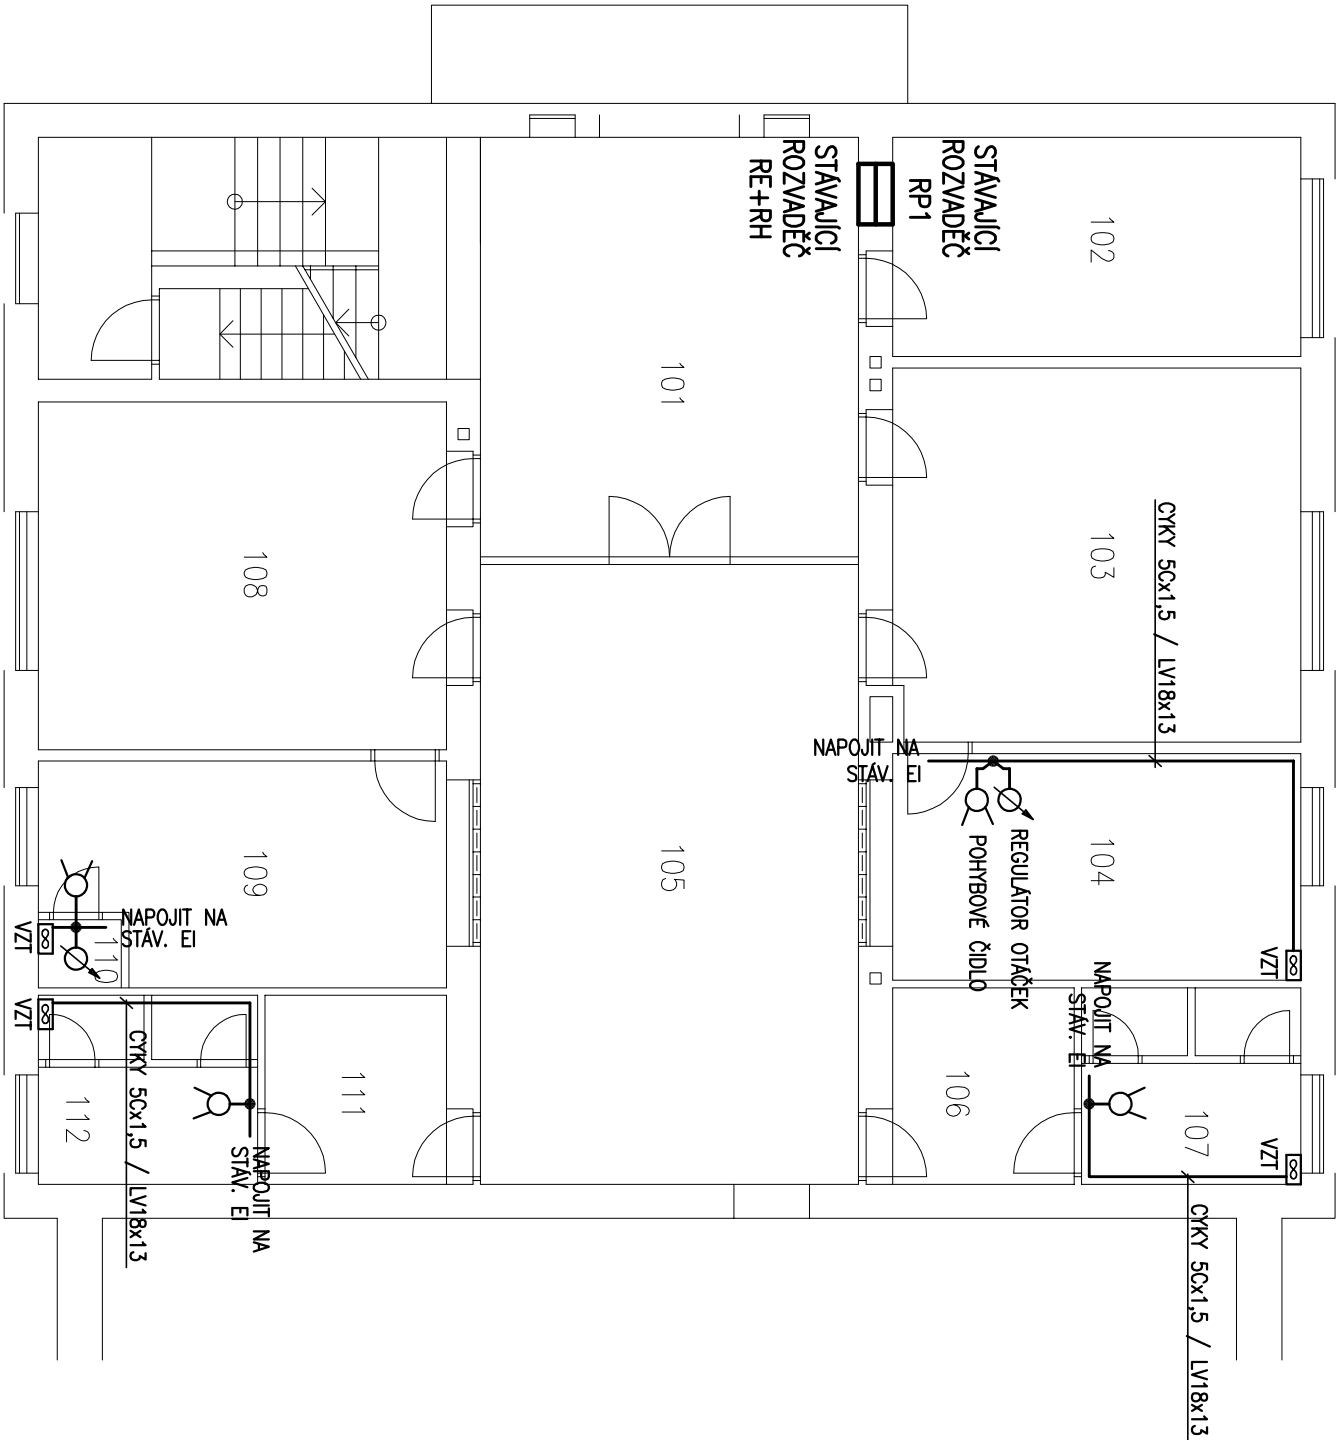 STÁVAJÍCÍ
ROZVADĚČ
RE+RH
STÁVAJÍCÍ
ROZVADĚČ
RP1
102
101
103
CYKY 5Cx1,5 / LV18x13
108
NAPOJIT NA
STÁV. EI
104
REGULÁTOR OTÁČEK
POHYBOVÉ ČIDLO
VZT
105
109
NAPOJIT NA
STÁV. EI
VZT
110
VZT
CYKY 5Cx1,5 / LV18x13
112
111
NAPOJIT NA
STÁV. EI
106
NAPOJIT NA
STÁV. EI
107
VZT
CYKY 5Cx1,5 / LV18x13